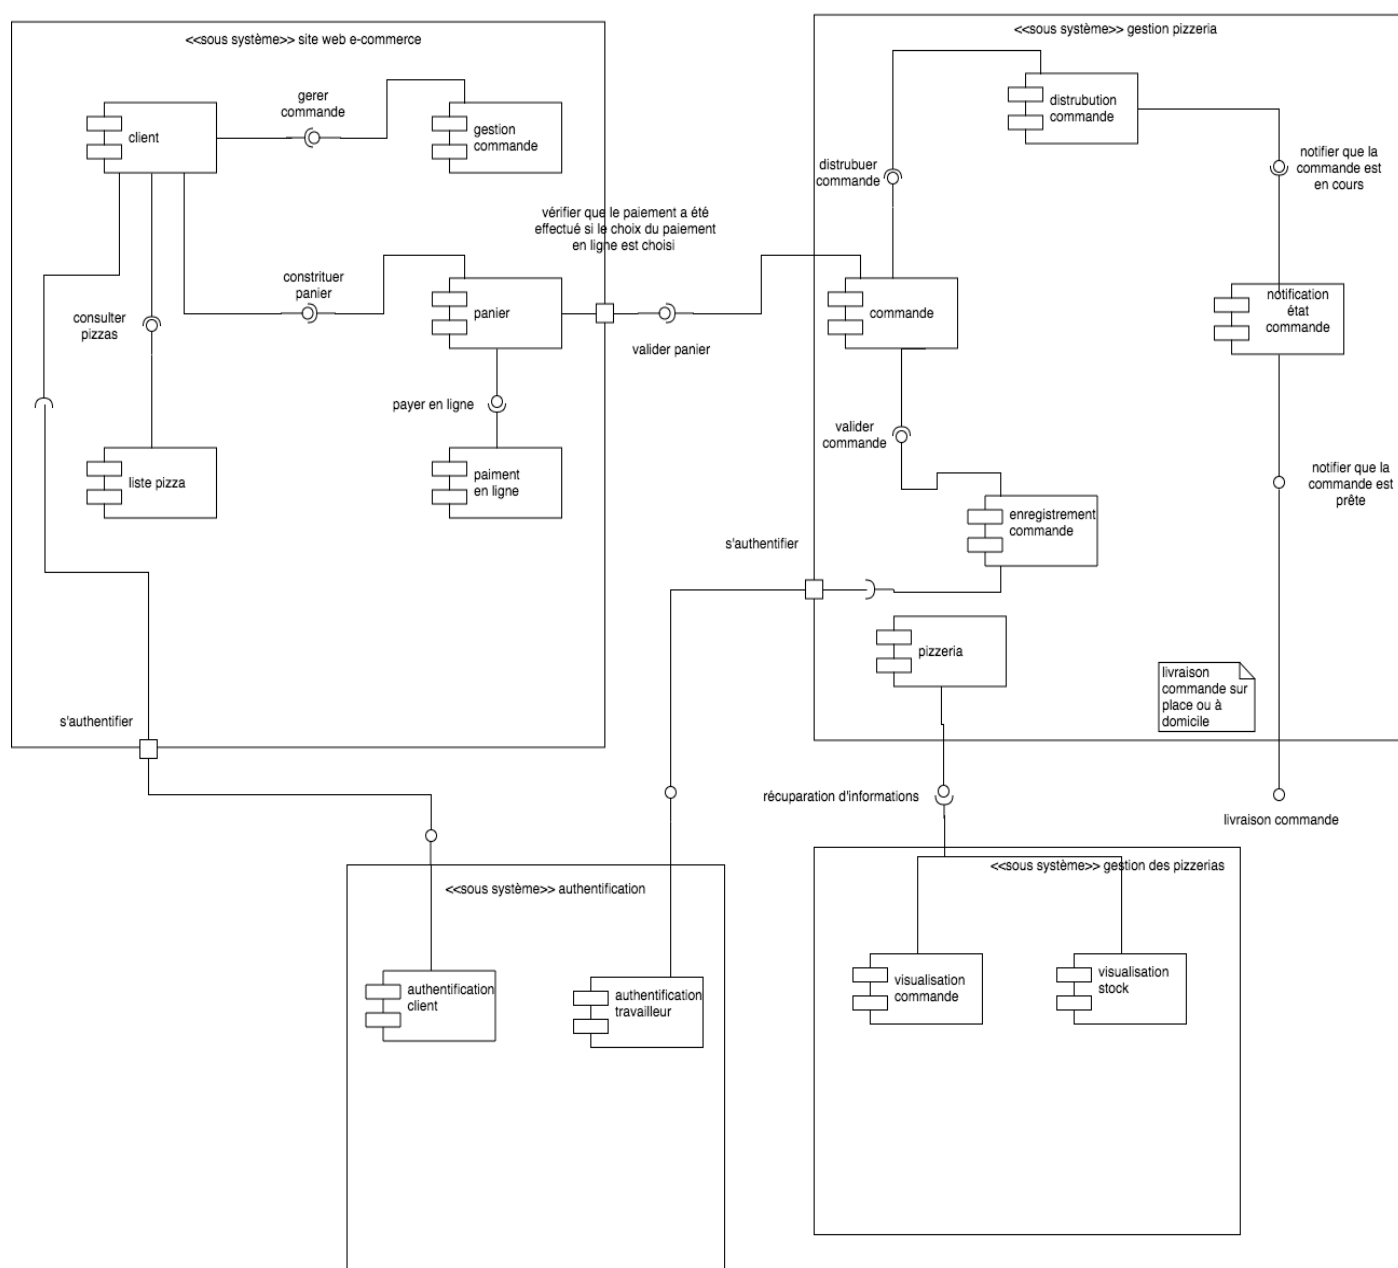 <<sous système>> site web e-commerce
<<sous système>> gestion pizzeria
gerer
commande
client
gestion
commande
distrubution
commande
distrubuer
commande
notifier que la
commande est
en cours
vérifier que le paiement a été
effectué si le choix du paiement
en ligne est choisi
constrituer
panier
consulter
pizzas
panier
valider panier
commande
notification
état
commande
payer en ligne
valider
commande
liste pizza
paiment
en ligne
notifier que la
commande est
prête
enregistrement
commande
s'authentifier
pizzeria
livraison
commande sur
place ou à
domicile
s'authentifier
récuparation d'informations
livraison commande
<<sous système>> authentification
<<sous système>> gestion des pizzerias
authentification
client
authentification
travailleur
visualisation
commande
visualisation
stock